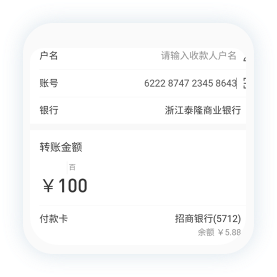 户名 请输入收款人户名
账号 6222 8747 2345 8643
银行 浙江泰隆商业银行
转账金额
百
￥100
付款卡 招商银行(5712)
余额 ￥5.88